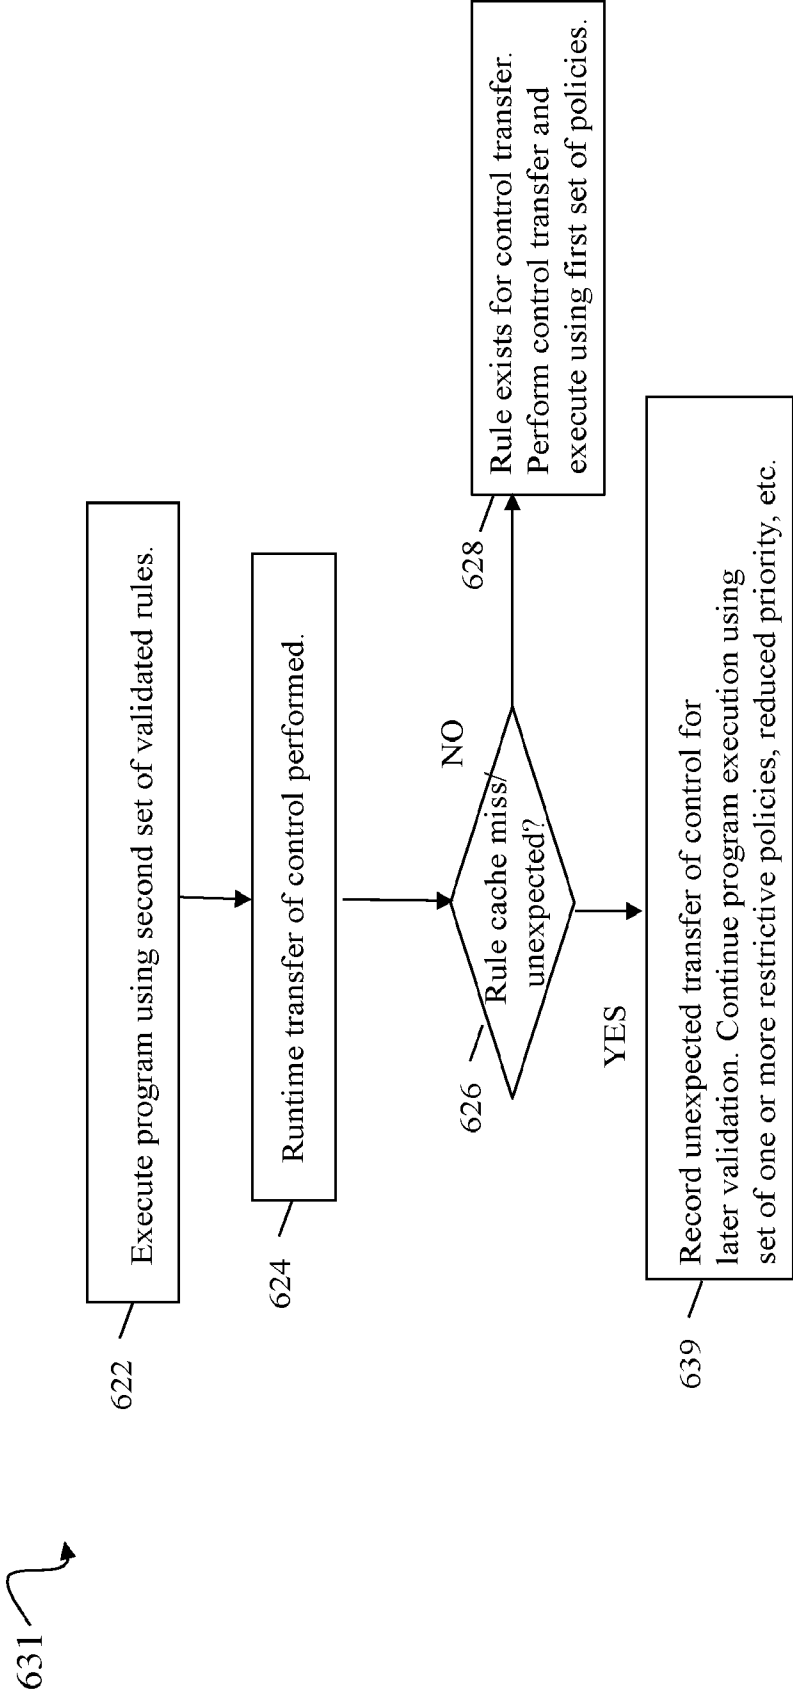 631
622
Execute program using second set of validated rules.
624
Runtime transfer of control performed.
626
Rule cache miss/
unexpected?
NO
628
Rule exists for control transfer.
Perform control transfer and
execute using first set of policies.
YES
639
Record unexpected transfer of control for
later validation. Continue program execution using
set of one or more restrictive policies, reduced priority, etc.